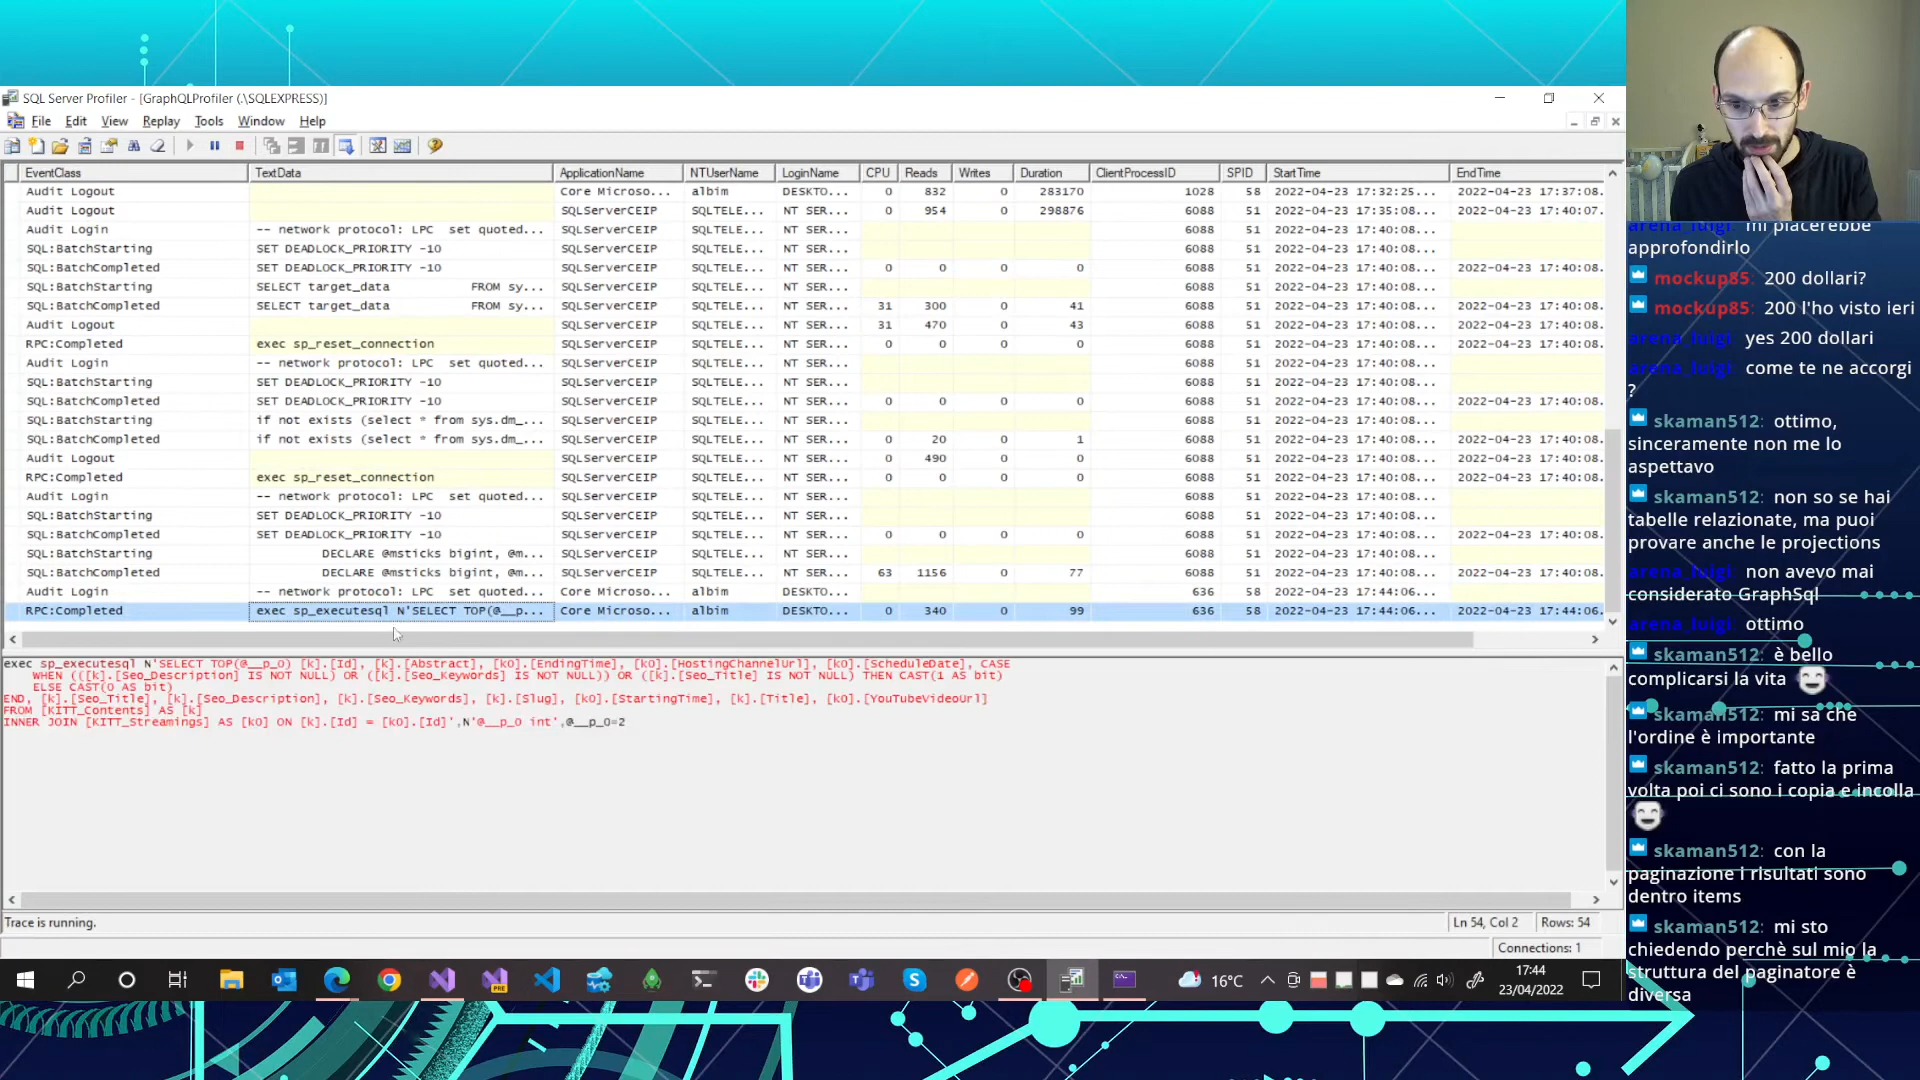 SQL Server Profiler - [GraphQLProfiler (.\SQLEXPRESS)]
File Edit View Replay Tools Window Help
EventClass TextData ApplicationName NTUserName LoginName CPU Reads Writes Duration ClientProcessID SPID StartTime EndTime
Audit Logout Core Microso... albim DESKTO... 0 832 0 283170 1028 58 2022-04-23 17:32:25... 2022-04-23 17:37:08.
Audit Logout SQLServerCEIP SQLTELE... NT SER... 0 954 0 298876 6088 51 2022-04-23 17:35:08... 2022-04-23 17:40:07.
Audit Login -- network protocol: LPC set quoted... SQLServerCEIP SQLTELE... NT SER... 6088 51 2022-04-23 17:40:08...
SQL:BatchStarting SET DEADLOCK_PRIORITY -10 SQLServerCEIP SQLTELE... NT SER... 6088 51 2022-04-23 17:40:08...
SQL:BatchCompleted SET DEADLOCK_PRIORITY -10 SQLServerCEIP SQLTELE... NT SER... 0 0 0 0 6088 51 2022-04-23 17:40:08... 2022-04-23 17:40:08.
SQL:BatchStarting SELECT target_data FROM sy... SQLServerCEIP SQLTELE... NT SER... 6088 51 2022-04-23 17:40:08...
SQL:BatchCompleted SELECT target_data FROM sy... SQLServerCEIP SQLTELE... NT SER... 31 300 0 41 6088 51 2022-04-23 17:40:08... 2022-04-23 17:40:08.
Audit Logout SQLServerCEIP SQLTELE... NT SER... 31 470 0 43 6088 51 2022-04-23 17:40:08... 2022-04-23 17:40:08.
RPC:Completed exec sp_reset_connection SQLServerCEIP SQLTELE... NT SER... 0 0 0 0 6088 51 2022-04-23 17:40:08... 2022-04-23 17:40:08.
Audit Login -- network protocol: LPC set quoted... SQLServerCEIP SQLTELE... NT SER... 6088 51 2022-04-23 17:40:08...
SQL:BatchStarting SET DEADLOCK_PRIORITY -10 SQLServerCEIP SQLTELE... NT SER... 6088 51 2022-04-23 17:40:08...
SQL:BatchCompleted SET DEADLOCK_PRIORITY -10 SQLServerCEIP SQLTELE... NT SER... 0 0 0 0 6088 51 2022-04-23 17:40:08... 2022-04-23 17:40:08.
SQL:BatchStarting if not exists (select * from sys.dm_... SQLServerCEIP SQLTELE... NT SER... 6088 51 2022-04-23 17:40:08...
SQL:BatchCompleted if not exists (select * from sys.dm_... SQLServerCEIP SQLTELE... NT SER... 0 20 0 1 6088 51 2022-04-23 17:40:08... 2022-04-23 17:40:08.
Audit Logout SQLServerCEIP SQLTELE... NT SER... 0 490 0 0 6088 51 2022-04-23 17:40:08... 2022-04-23 17:40:08.
RPC:Completed exec sp_reset_connection SQLServerCEIP SQLTELE... NT SER... 0 0 0 0 6088 51 2022-04-23 17:40:08... 2022-04-23 17:40:08.
Audit Login -- network protocol: LPC set quoted... SQLServerCEIP SQLTELE... NT SER... 6088 51 2022-04-23 17:40:08...
SQL:BatchStarting SET DEADLOCK_PRIORITY -10 SQLServerCEIP SQLTELE... NT SER... 6088 51 2022-04-23 17:40:08...
SQL:BatchCompleted SET DEADLOCK_PRIORITY -10 SQLServerCEIP SQLTELE... NT SER... 0 0 0 0 6088 51 2022-04-23 17:40:08... 2022-04-23 17:40:08.
SQL:BatchStarting DECLARE @msticks bigint, @m... SQLServerCEIP SQLTELE... NT SER... 6088 51 2022-04-23 17:40:08...
SQL:BatchCompleted DECLARE @msticks bigint, @m... SQLServerCEIP SQLTELE... NT SER... 63 1156 0 77 6088 51 2022-04-23 17:40:08... 2022-04-23 17:40:08.
Audit Login -- network protocol: LPC set quoted... Core Microso... albim DESKTO... 636 58 2022-04-23 17:44:06...
RPC:Completed exec sp_executesql N'SELECT TOP(@__p... Core Microso... albim DESKTO... 0 340 0 99 636 58 2022-04-23 17:44:06... 2022-04-23 17:44:06.
exec sp_executesql N'SELECT TOP(@__p_0) [k].[Id], [k].[Abstract], [k0].[EndingTime], [k0].[HostingChannelUrl], [k0].[ScheduleDate], CASE
WHEN (([k].[Seo_Description] IS NOT NULL) OR ([k].[Seo_Keywords] IS NOT NULL)) OR ([k].[Seo_Title] IS NOT NULL) THEN CAST(1 AS bit)
ELSE CAST(0 AS bit)
END, [k].[Seo_Title], [k].[Seo_Description], [k].[Seo_Keywords], [k].[Slug], [k0].[StartingTime], [k].[Title], [k0].[YouTubeVideoUrl]
FROM [KITT_Contents] AS [k]
INNER JOIN [KITT_Streamings] AS [k0] ON [k].[Id] = [k0].[Id]',N'@__p_0 int',@__p_0=2
Trace is running.
Ln 54, Col 2 Rows: 54
Connections: 1
16°C
17:44
23/04/2022
PRE
arena_luigi: mi piacerebbe
approfondirlo
mockup85: 200 dollari?
mockup85: 200 l'ho visto ieri
arena_luigi: yes 200 dollari
arena_luigi: come te ne accorgi
?
skaman512: ottimo,
sinceramente non me lo
aspettavo
skaman512: non so se hai
tabelle relazionate, ma puoi
provare anche le projections
arena_luigi: non avevo mai
considerato GraphSql
arena_luigi: ottimo
skaman512: è bello
complicarsi la vita
skaman512: mi sa che
l'ordine è importante
skaman512: fatto la prima
volta poi ci sono i copia e incolla
skaman512: con la
paginazione i risultati sono
dentro items
skaman512: mi sto
chiedendo perchè sul mio la
struttura del paginatore è
diversa